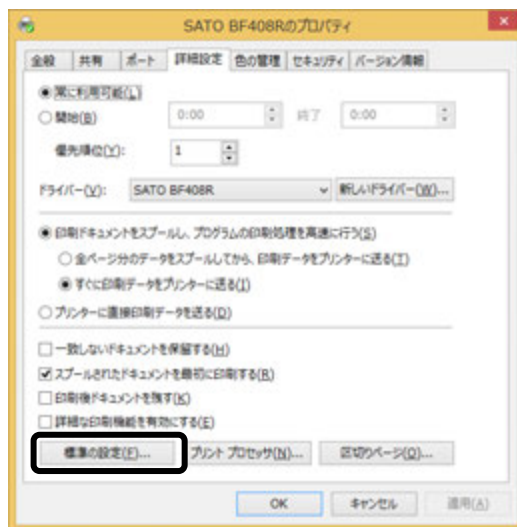 SATO BF408Rのプロパティ
全般 共有 ポート 詳細設定 色の管理 セキュリティ バージョン情報
常に利用可能(L)
開始(B) 0:00 終了 0:00
優先順位(Y): 1
ドライバー(V): SATO BF408R 新しいドライバー(W)...
印刷ドキュメントをスプールし、プログラムの印刷処理を高速に行う(S)
全ページ分のデータをスプールしてから、印刷データをプリンターに送る(T)
すぐに印刷データをプリンターに送る(I)
プリンターに直接印刷データを送る(D)
一致しないドキュメントを保留する(H)
スプールされたドキュメントを最初に印刷する(R)
印刷後ドキュメントを残す(K)
詳細な印刷機能を有効にする(E)
標準の設定(F)... プリント プロセッサ(N)... 区切りページ(O)...
OK キャンセル 適用(A)